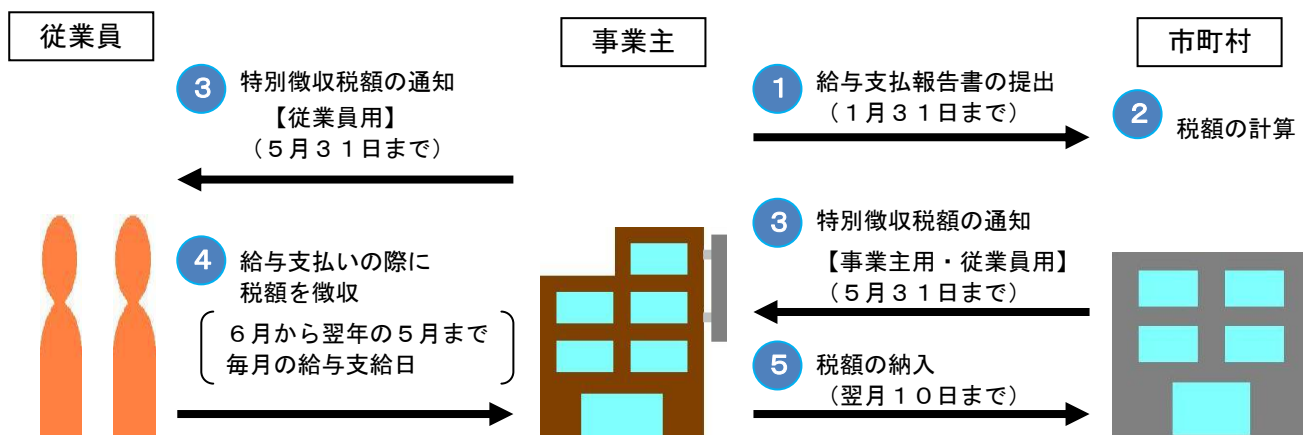 従業員
事業主
市町村
3
特別徴収税額の通知
【従業員用】
（５月３１日まで）
1
給与支払報告書の提出
（１月３１日まで）
2
税額の計算
3
特別徴収税額の通知
【事業主用・従業員用】
（５月３１日まで）
4
給与支払いの際に
税額を徴収
６月から翌年の５月まで
毎月の給与支給日
5
税額の納入
（翌月１０日まで）